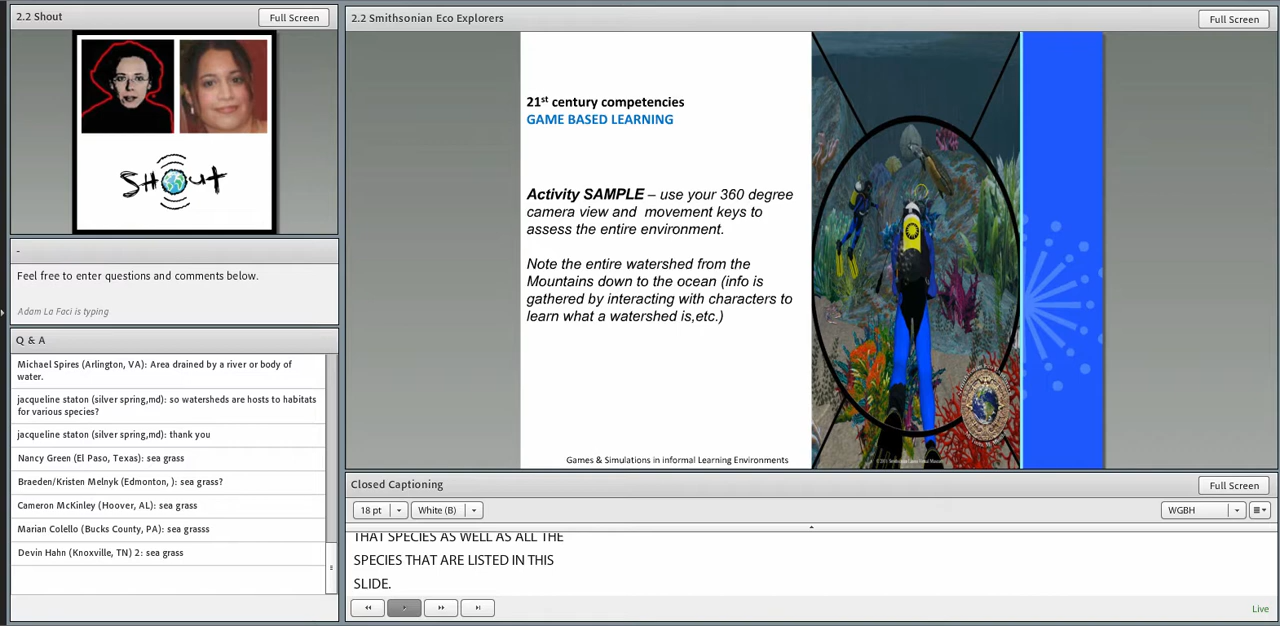 2.2 Shout
Full Screen
SHOut
-
Feel free to enter questions and comments below.
Adam La Faci is typing
Q & A
Michael Spires (Arlington, VA): Area drained by a river or body of
water.
jacqueline staton (silver spring,md): so watersheds are hosts to habitats
for various species?
jacqueline staton (silver spring,md): thank you
Nancy Green (El Paso, Texas): sea grass
Braeden/Kristen Melnyk (Edmonton, ): sea grass?
Cameron McKinley (Hoover, AL): sea grass
Marian Colello (Bucks County, PA): sea grasss
Devin Hahn (Knoxville, TN) 2: sea grass
2.2 Smithsonian Eco Explorers
Full Screen
21st century competencies
GAME BASED LEARNING
Activity SAMPLE – use your 360 degree
camera view and movement keys to
assess the entire environment.
Note the entire watershed from the
Mountains down to the ocean (info is
gathered by interacting with characters to
learn what a watershed is,etc.)
Games & Simulations in informal Learning Environments
Closed Captioning
Full Screen
18 pt
White (B)
WGBH
THAT SPECIES AS WELL AS ALL THE
SPECIES THAT ARE LISTED IN THIS
SLIDE.
Live